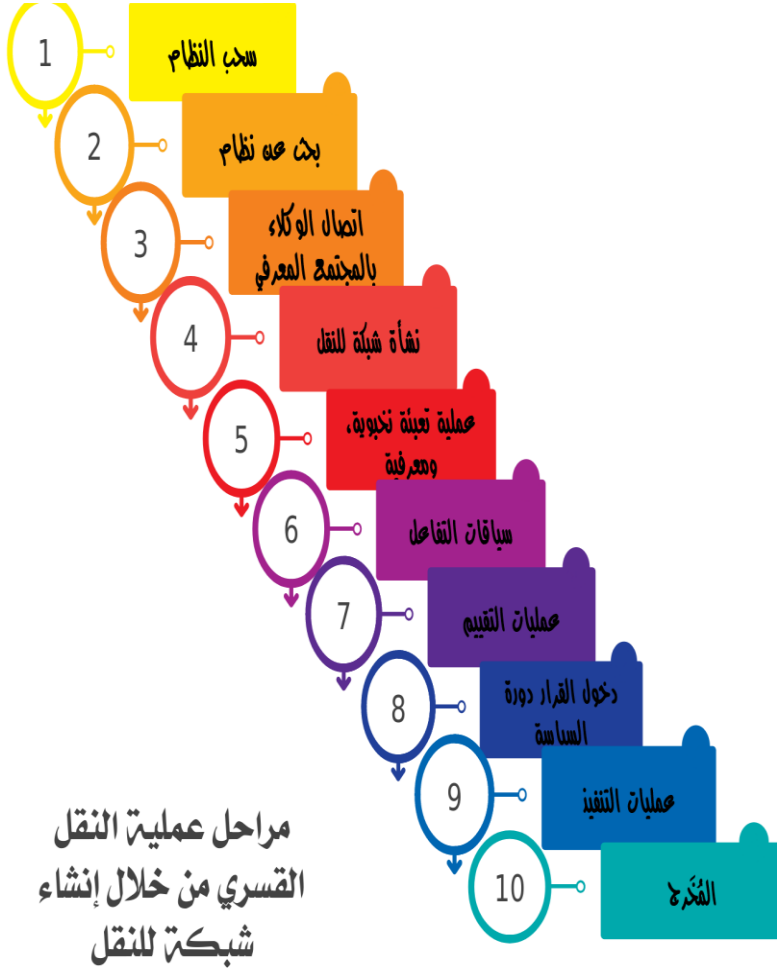 1
سحب النظام
2
بحث عن نظام
3
اتصال الوكلاء
بالمجتمع المعرفي
4
نشأة شبكة للنقل
5
عملية تعبئة نخبوية،
ومعرفية
6
سياقات التفاعل
7
عمليات التقييم
8
دخول القرار دورة
السياسة
9
عمليات التنفيذ
10
المُخَرج
مراحل عملية النقل
القسري من خلال إنشاء
شبكة للنقل